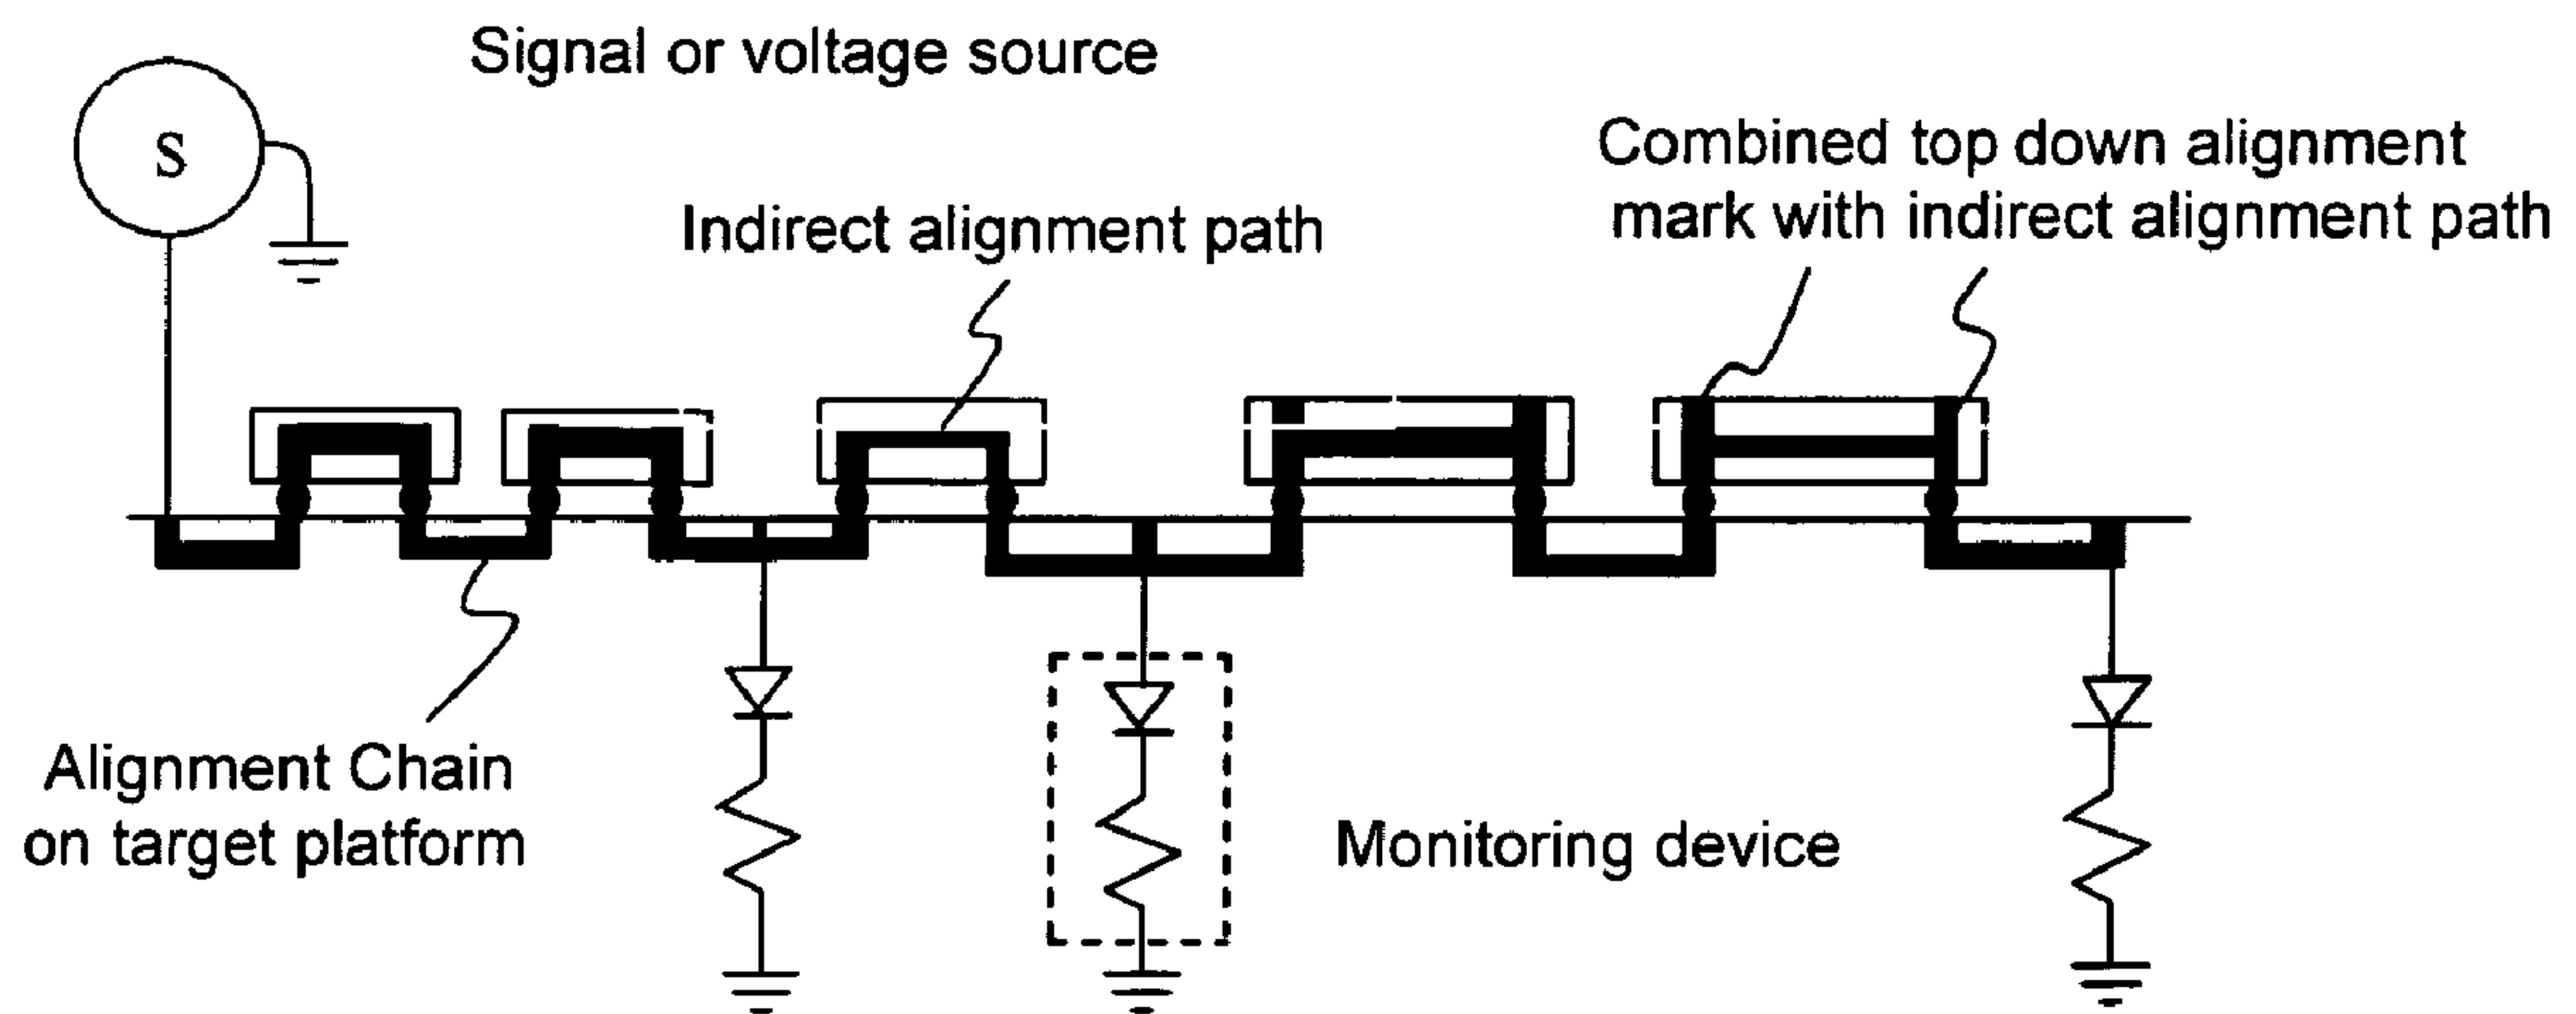 Signal or voltage source
S
Combined top down alignment
mark with indirect alignment path
Indirect alignment path
Alignment Chain
on target platform
Monitoring device